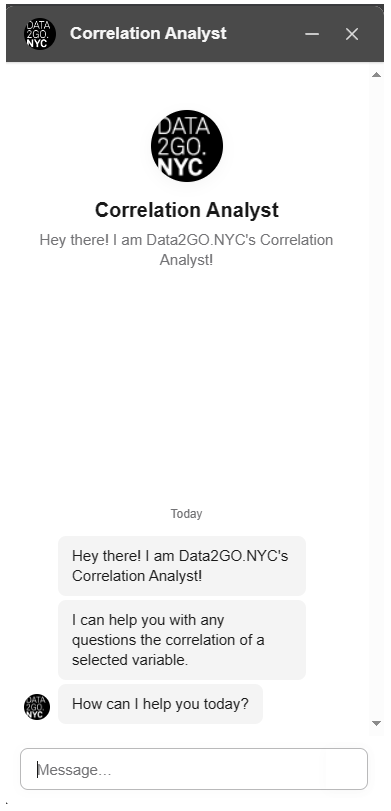 DATA
2GO.
NYC
Correlation Analyst
DATA
2GO.
NYC
Correlation Analyst
Hey there! I am Data2GO.NYC's Correlation
Analyst!
Today
Hey there! I am Data2GO.NYC's
Correlation Analyst!
I can help you with any
questions the correlation of a
selected variable.
How can I help you today?
DATA
2GO.
NYC
Message...